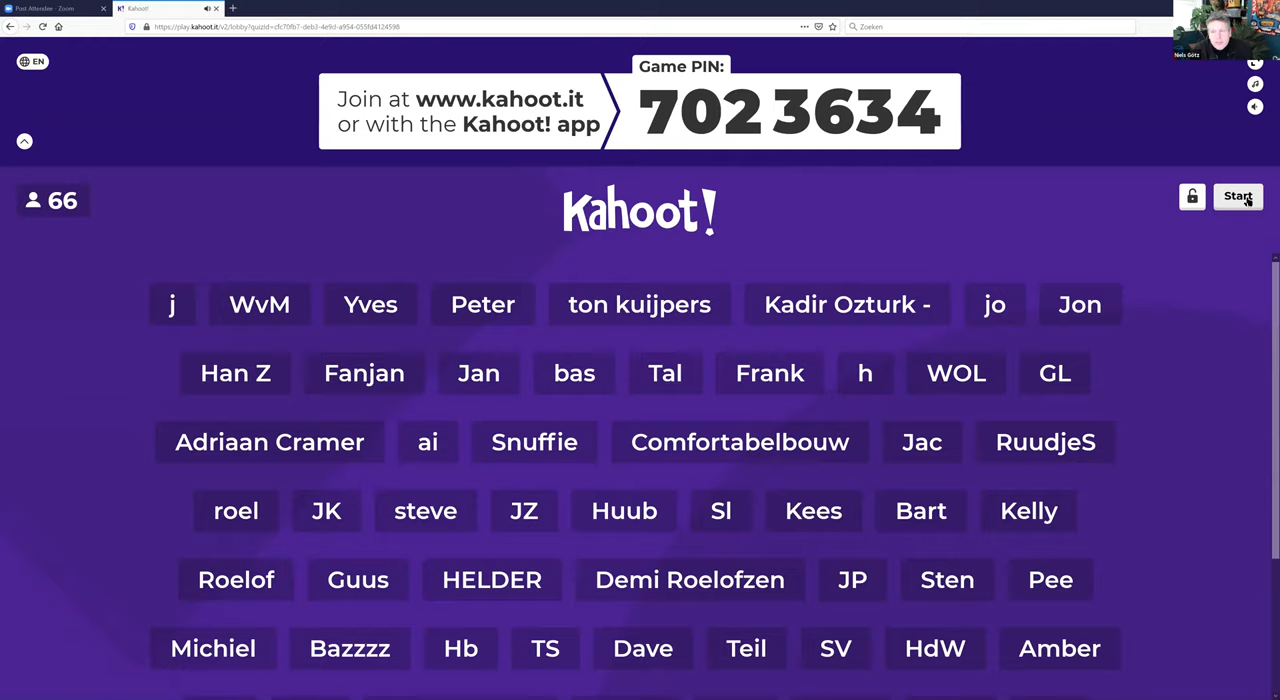 Post Attendee - Zoom
Kahoot!
https://play.kahoot.it/v2/lobby?quizId=cfc70fb7-deb3-4e9d-a954-055fd4124598
Zoeken
Niels Götz
EN
Game PIN:
Join at www.kahoot.it
or with the Kahoot! app
702 3634
66
Kahoot!
Start
j WvM Yves Peter ton kuijpers Kadir Ozturk - jo Jon
Han Z Fanjan Jan bas Tal Frank h WOL GL
Adriaan Cramer ai Snuffie Comfortabelbouw Jac RuudjeS
roel JK steve JZ Huub Sl Kees Bart Kelly
Roelof Guus HELDER Demi Roelofzen JP Sten Pee
Michiel Bazzzz Hb TS Dave Teil SV HdW Amber